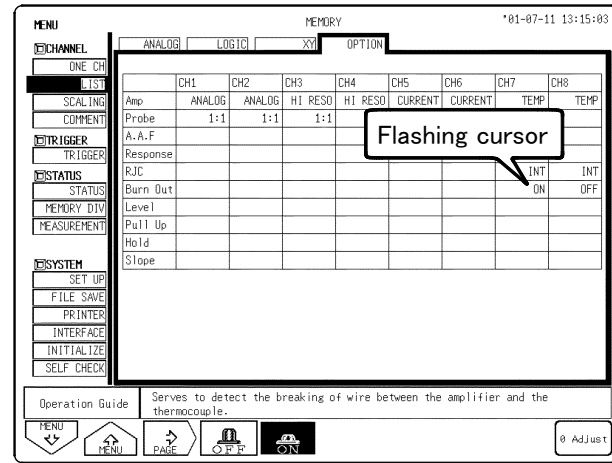 MENU MEMORY '01-07-11 13:15:03
CHANNEL ANALOG LOGIC XY OPTION
ONE CH
LIST
SCALING
COMMENT
TRIGGER
TRIGGER
STATUS
STATUS
MEMORY DIV
MEASUREMENT
SYSTEM
SET UP
FILE SAVE
PRINTER
INTERFACE
INITIALIZE
SELF CHECK
CH1 CH2 CH3 CH4 CH5 CH6 CH7 CH8
Amp ANALOG ANALOG HI RESO HI RESO CURRENT CURRENT TEMP TEMP
Probe 1:1 1:1 1:1
A.A.F
Response
RJC INT INT
Burn Out ON OFF
Level
Pull Up
Hold
Slope
Flashing cursor
Operation Guide Serves to detect the breaking of wire between the amplifier and the
thermocouple.
MENU MENU PAGE OFF ON 0 Adjust